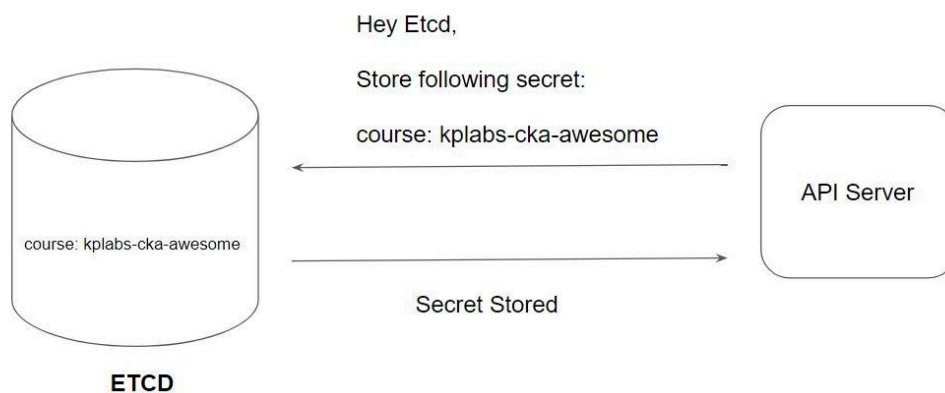 Hey Etcd,
Store following secret:
course: kplabs-cka-awesome
API Server
course: kplabs-cka-awesome
Secret Stored
ETCD